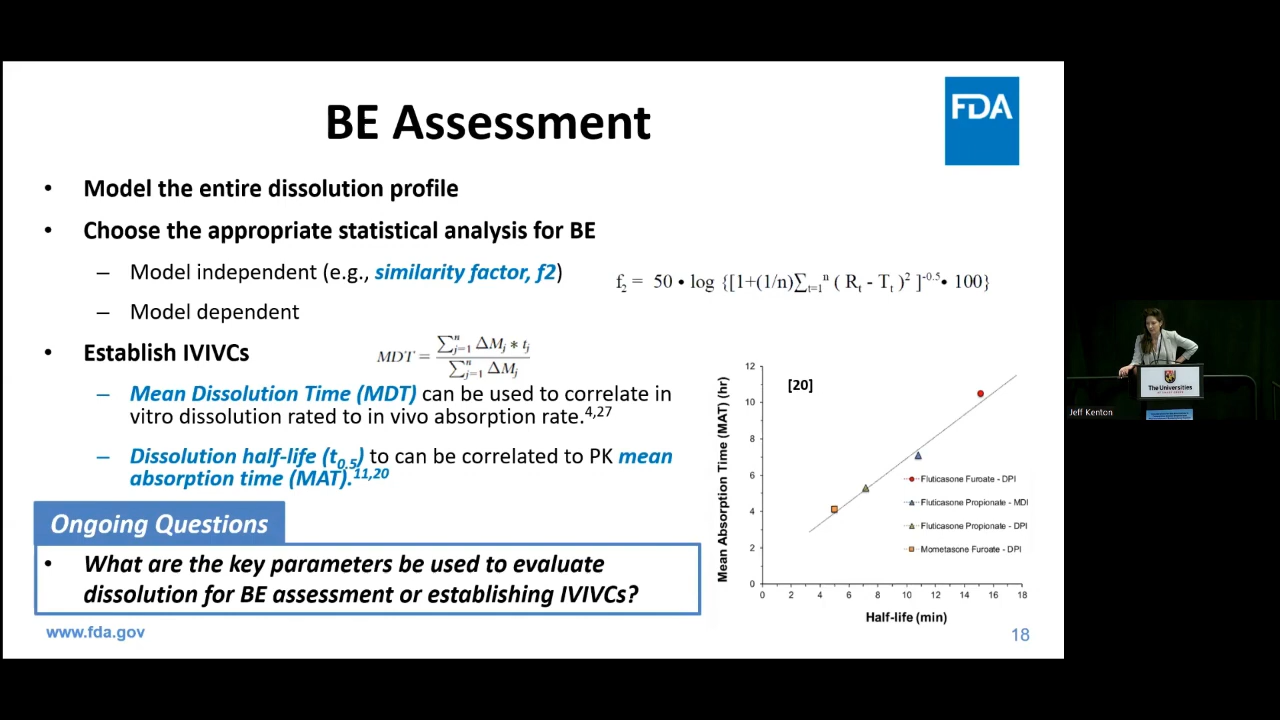 BE Assessment
FDA
• Model the entire dissolution profile
• Choose the appropriate statistical analysis for BE
– Model independent (e.g., similarity factor, f2)
f₂ = 50 • log {[1+(1/n)∑ₜ₌₁ⁿ ( Rₜ - Tₜ )² ]⁻⁰·⁵• 100}
– Model dependent
• Establish IVIVCs
MDT = ∑ⁿⱼ₌₁ ΔMⱼ * tⱼ / ∑ⁿⱼ₌₁ ΔMⱼ
– Mean Dissolution Time (MDT) can be used to correlate in
vitro dissolution rated to in vivo absorption rate.⁴,²⁷
– Dissolution half-life (t₀.₅) to can be correlated to PK mean
absorption time (MAT).¹¹,²⁰
Ongoing Questions
• What are the key parameters be used to evaluate
dissolution for BE assessment or establishing IVIVCs?
www.fda.gov
[20]
Mean Absorption Time (MAT) (hr)
12
10
8
6
4
2
0
Fluticasone Furoate - DPI
Fluticasone Propionate - MDI
Fluticasone Propionate - DPI
Mometasone Furoate - DPI
0 2 4 6 8 10 12 14 16 18
Half-life (min)
18
The Universities
Jeff Kenton